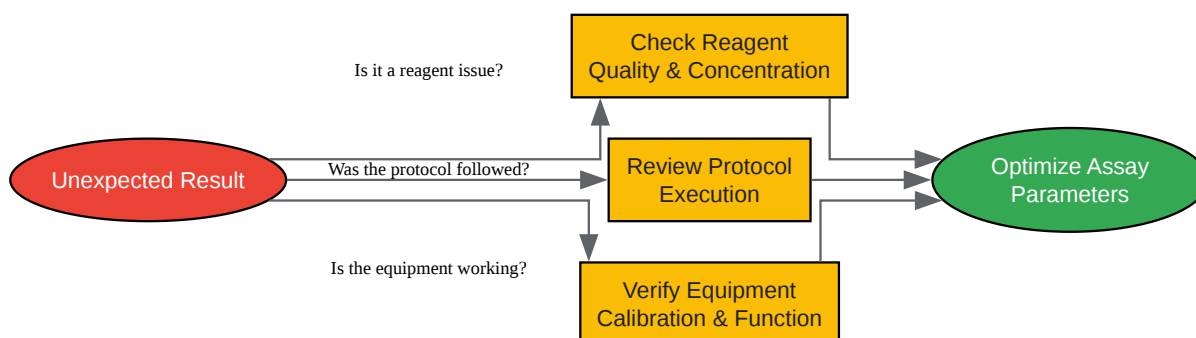 Is it a reagent issue?
Check Reagent
Quality & Concentration
Unexpected Result
Was the protocol followed?
Review Protocol
Execution
Optimize Assay
Parameters
Is the equipment working?
Verify Equipment
Calibration & Function